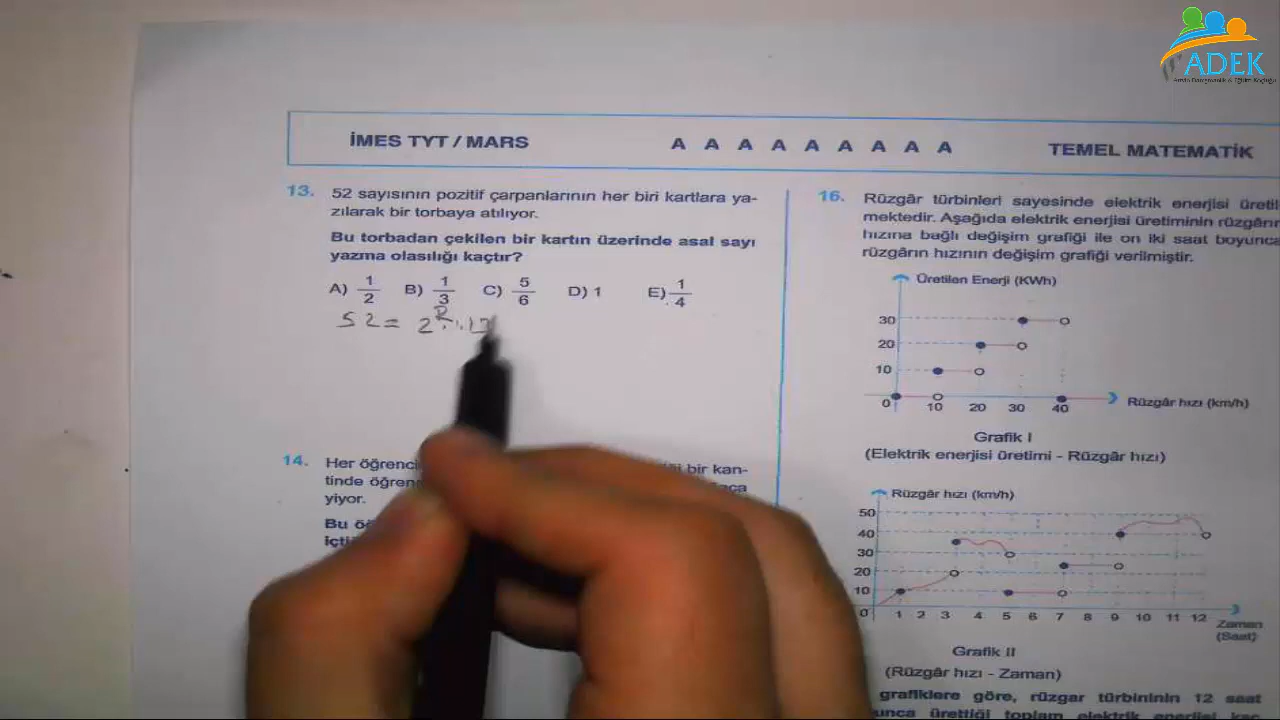 ADEK
İMES TYT / MARS
A A A A A A A A A
TEMEL MATEMATİK
13. 52 sayısının pozitif çarpanlarının her biri kartlara ya-
zılarak bir torbaya atılıyor.
Bu torbadan çekilen bir kartın üzerinde asal sayı
yazma olasılığı kaçtır?
A) 1/2 B) 1/3 C) 5/6 D) 1 E) 1/4
52 = 2
14. Her öğrenci bir kan-
tinde öğren
yiyor.
Bu
içti
16. Rüzgâr türbinleri sayesinde elektrik enerjisi üretil
mektedir. Aşağıda elektrik enerjisi üretiminin rüzgârın
hızına bağlı değişim grafiği ile on iki saat boyunca
rüzgârın hızının değişim grafiği verilmiştir.
Üretilen Enerji (KWh)
30
20
10
0 10 20 30 40
Rüzgâr hızı (km/h)
Grafik I
(Elektrik enerjisi üretimi - Rüzgâr hızı)
Rüzgâr hızı (km/h)
50
40
30
20
10
0 1 2 3 4 5 6 7 8 9 10 11 12
Zaman
(Saat)
Grafik II
(Rüzgâr hızı - Zaman)
grafiklere göre, rüzgar türbininin 12 saat
unca ürettiği toplam elektrik enerjisi kaç